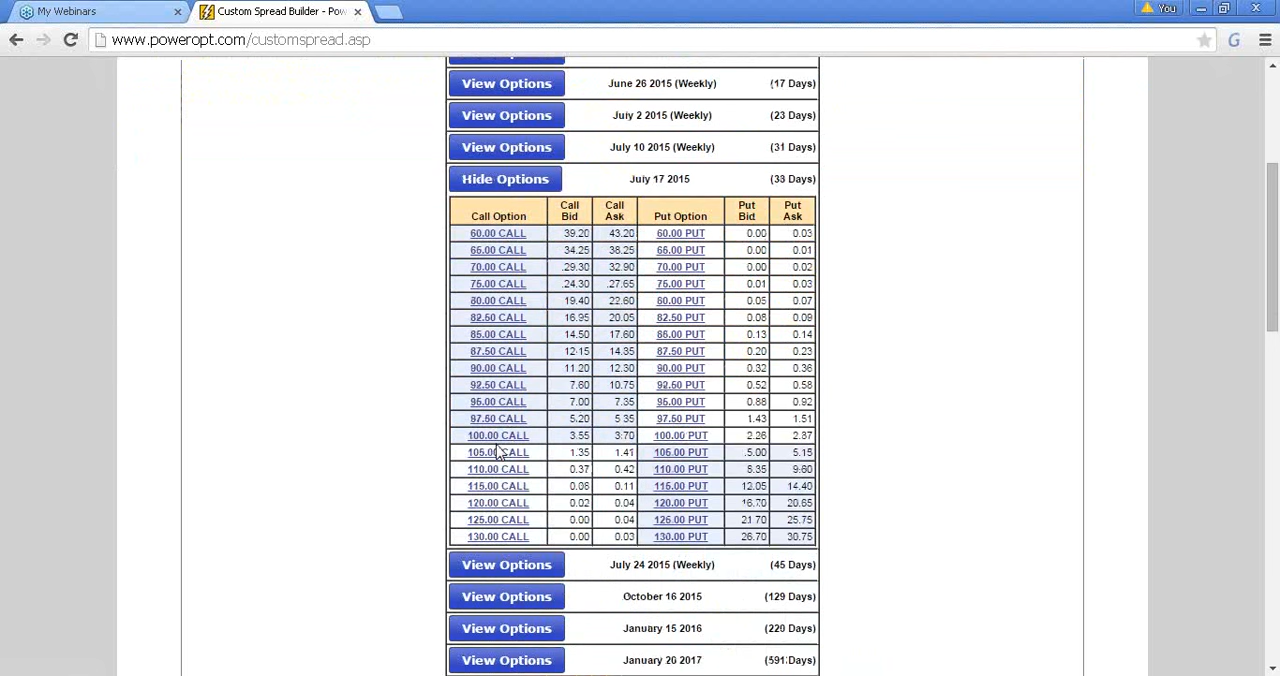 My Webinars
Custom Spread Builder - Pow
You
www.poweropt.com/customspread.asp
View Options June 26 2015 (Weekly) (17 Days)
View Options July 2 2015 (Weekly) (23 Days)
View Options July 10 2015 (Weekly) (31 Days)
Hide Options July 17 2015 (33 Days)
Call Option Call Bid Call Ask Put Option Put Bid Put Ask
60.00 CALL 39.20 43.20 60.00 PUT 0.00 0.03
65.00 CALL 34.25 38.25 65.00 PUT 0.00 0.01
70.00 CALL 29.30 32.90 70.00 PUT 0.00 0.02
75.00 CALL 24.30 27.65 75.00 PUT 0.01 0.03
80.00 CALL 19.40 22.60 80.00 PUT 0.05 0.07
82.50 CALL 16.95 20.05 82.50 PUT 0.08 0.09
85.00 CALL 14.50 17.60 85.00 PUT 0.13 0.14
87.50 CALL 12.15 14.35 87.50 PUT 0.20 0.23
90.00 CALL 11.20 12.30 90.00 PUT 0.32 0.36
92.50 CALL 7.60 10.75 92.50 PUT 0.52 0.58
95.00 CALL 7.00 7.35 95.00 PUT 0.88 0.92
97.50 CALL 5.20 5.35 97.50 PUT 1.43 1.51
100.00 CALL 3.55 3.70 100.00 PUT 2.26 2.87
105.00 CALL 1.35 1.41 105.00 PUT 5.00 5.15
110.00 CALL 0.37 0.42 110.00 PUT 8.35 9.60
115.00 CALL 0.11 115.00 PUT 12.05 14.40
120.00 CALL 0.02 0.04 120.00 PUT 16.70 20.65
125.00 CALL 0.00 0.04 125.00 PUT 21.70 25.75
130.00 CALL 0.00 0.03 130.00 PUT 26.70 30.75
View Options July 24 2015 (Weekly) (45 Days)
View Options October 16 2015 (129 Days)
View Options January 15 2016 (220 Days)
View Options January 20 2017 (591 Days)